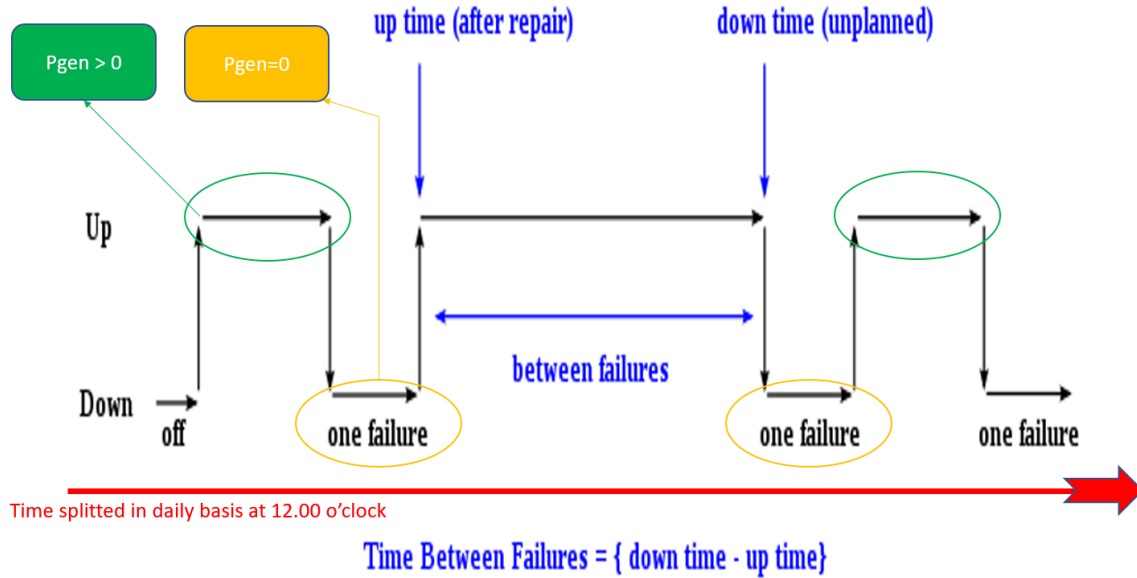 up time (after repair)
down time (unplanned)
Pgen > 0
Pgen=0
Up
between failures
Down
off
one failure
one failure
one failure
Time splitted in daily basis at 12.00 o’clock
Time Between Failures = { down time - up time}